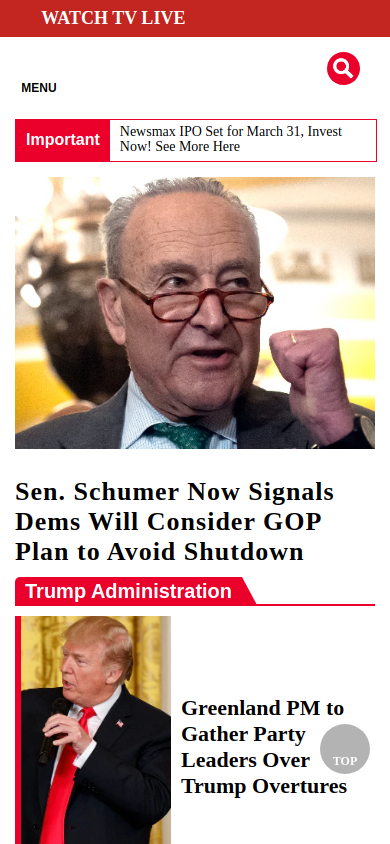 WATCH TV LIVE
MENU
Important
Newsmax IPO Set for March 31, Invest
Now! See More Here
Sen. Schumer Now Signals
Dems Will Consider GOP
Plan to Avoid Shutdown
Trump Administration
Greenland PM to
Gather Party
Leaders Over
Trump Overtures
TOP